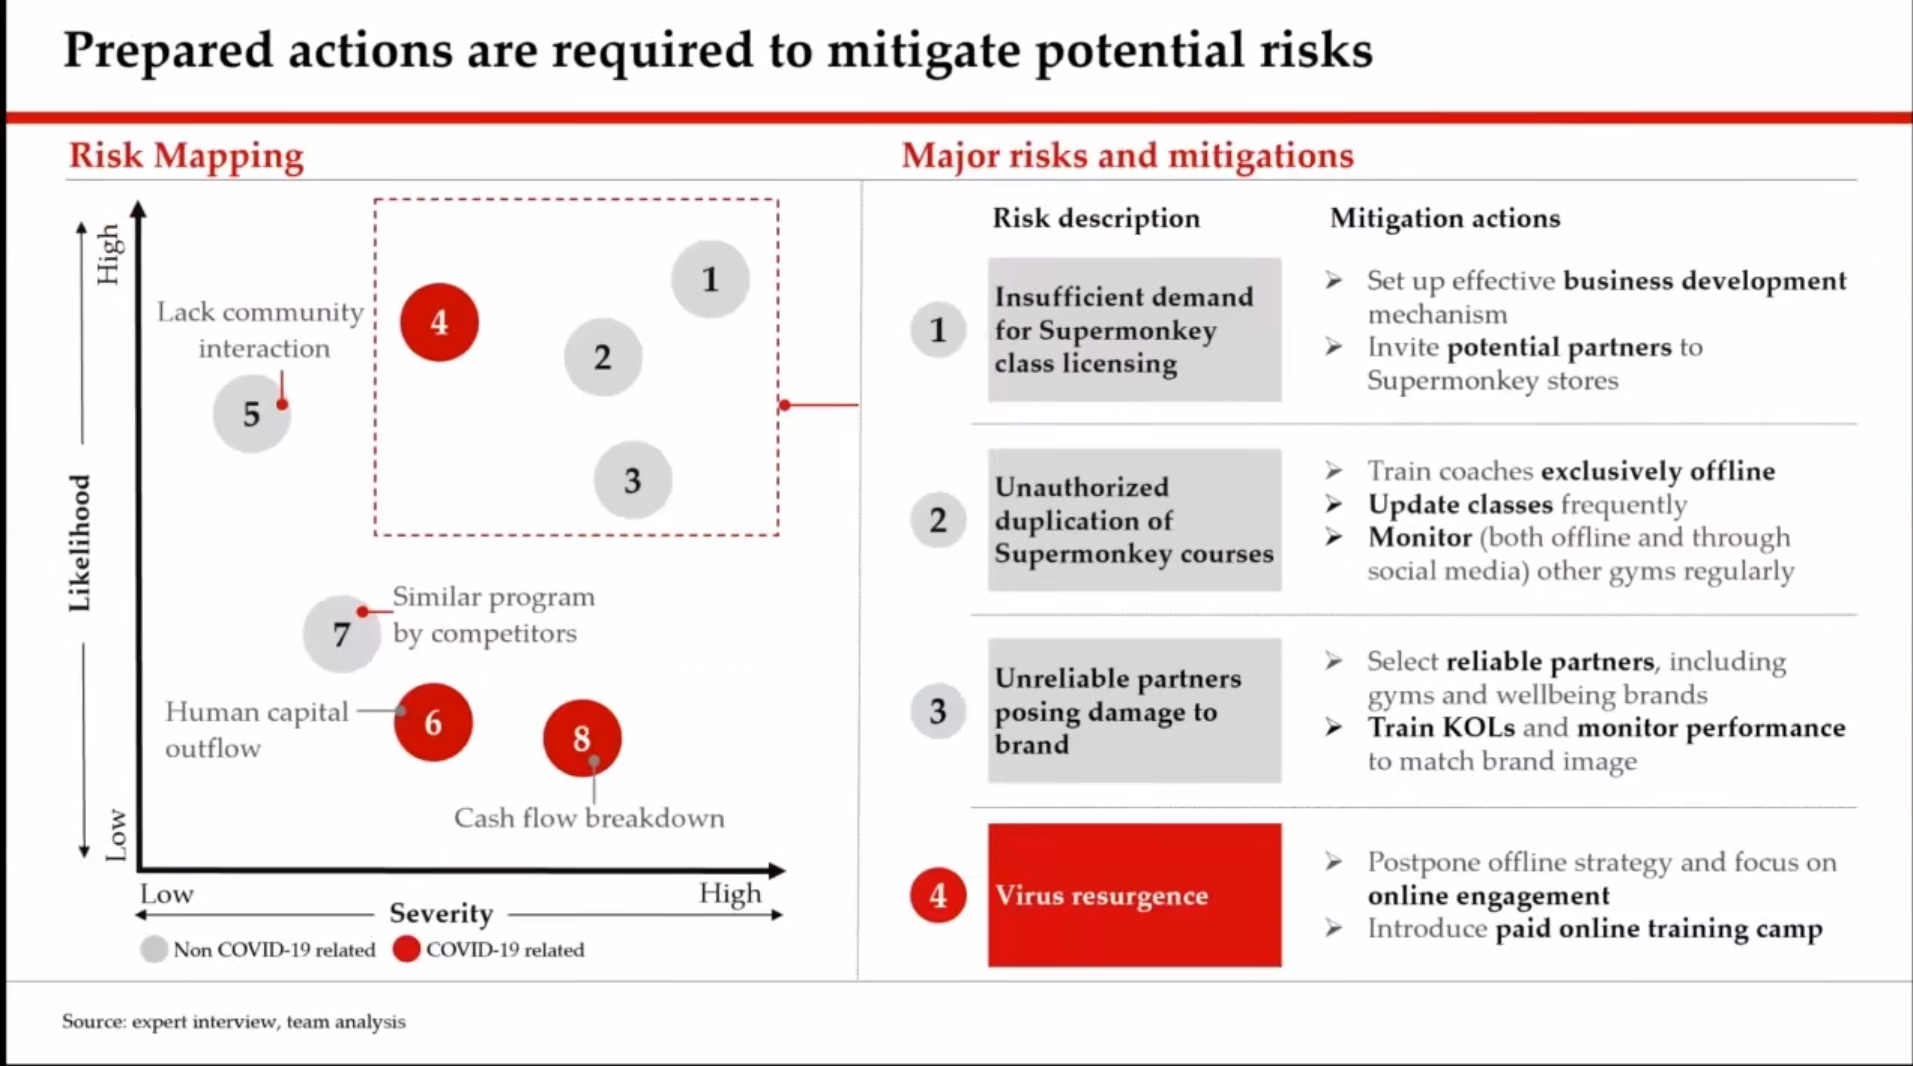 Prepared actions are required to mitigate potential risks
Risk Mapping
High
Likelihood
Low
Lack community
interaction
1
4
2
5
3
Similar program
by competitors
7
Human capital
outflow
6
8
Cash flow breakdown
Low
High
Severity
Non COVID-19 related
COVID-19 related
Major risks and mitigations
Risk description
Mitigation actions
1
Insufficient demand
for Supermonkey
class licensing
➢ Set up effective business development
mechanism
➢ Invite potential partners to
Supermonkey stores
2
Unauthorized
duplication of
Supermonkey courses
➢ Train coaches exclusively offline
➢ Update classes frequently
➢ Monitor (both offline and through
social media) other gyms regularly
3
Unreliable partners
posing damage to
brand
➢ Select reliable partners, including
gyms and wellbeing brands
➢ Train KOLs and monitor performance
to match brand image
4
Virus resurgence
➢ Postpone offline strategy and focus on
online engagement
➢ Introduce paid online training camp
Source: expert interview, team analysis